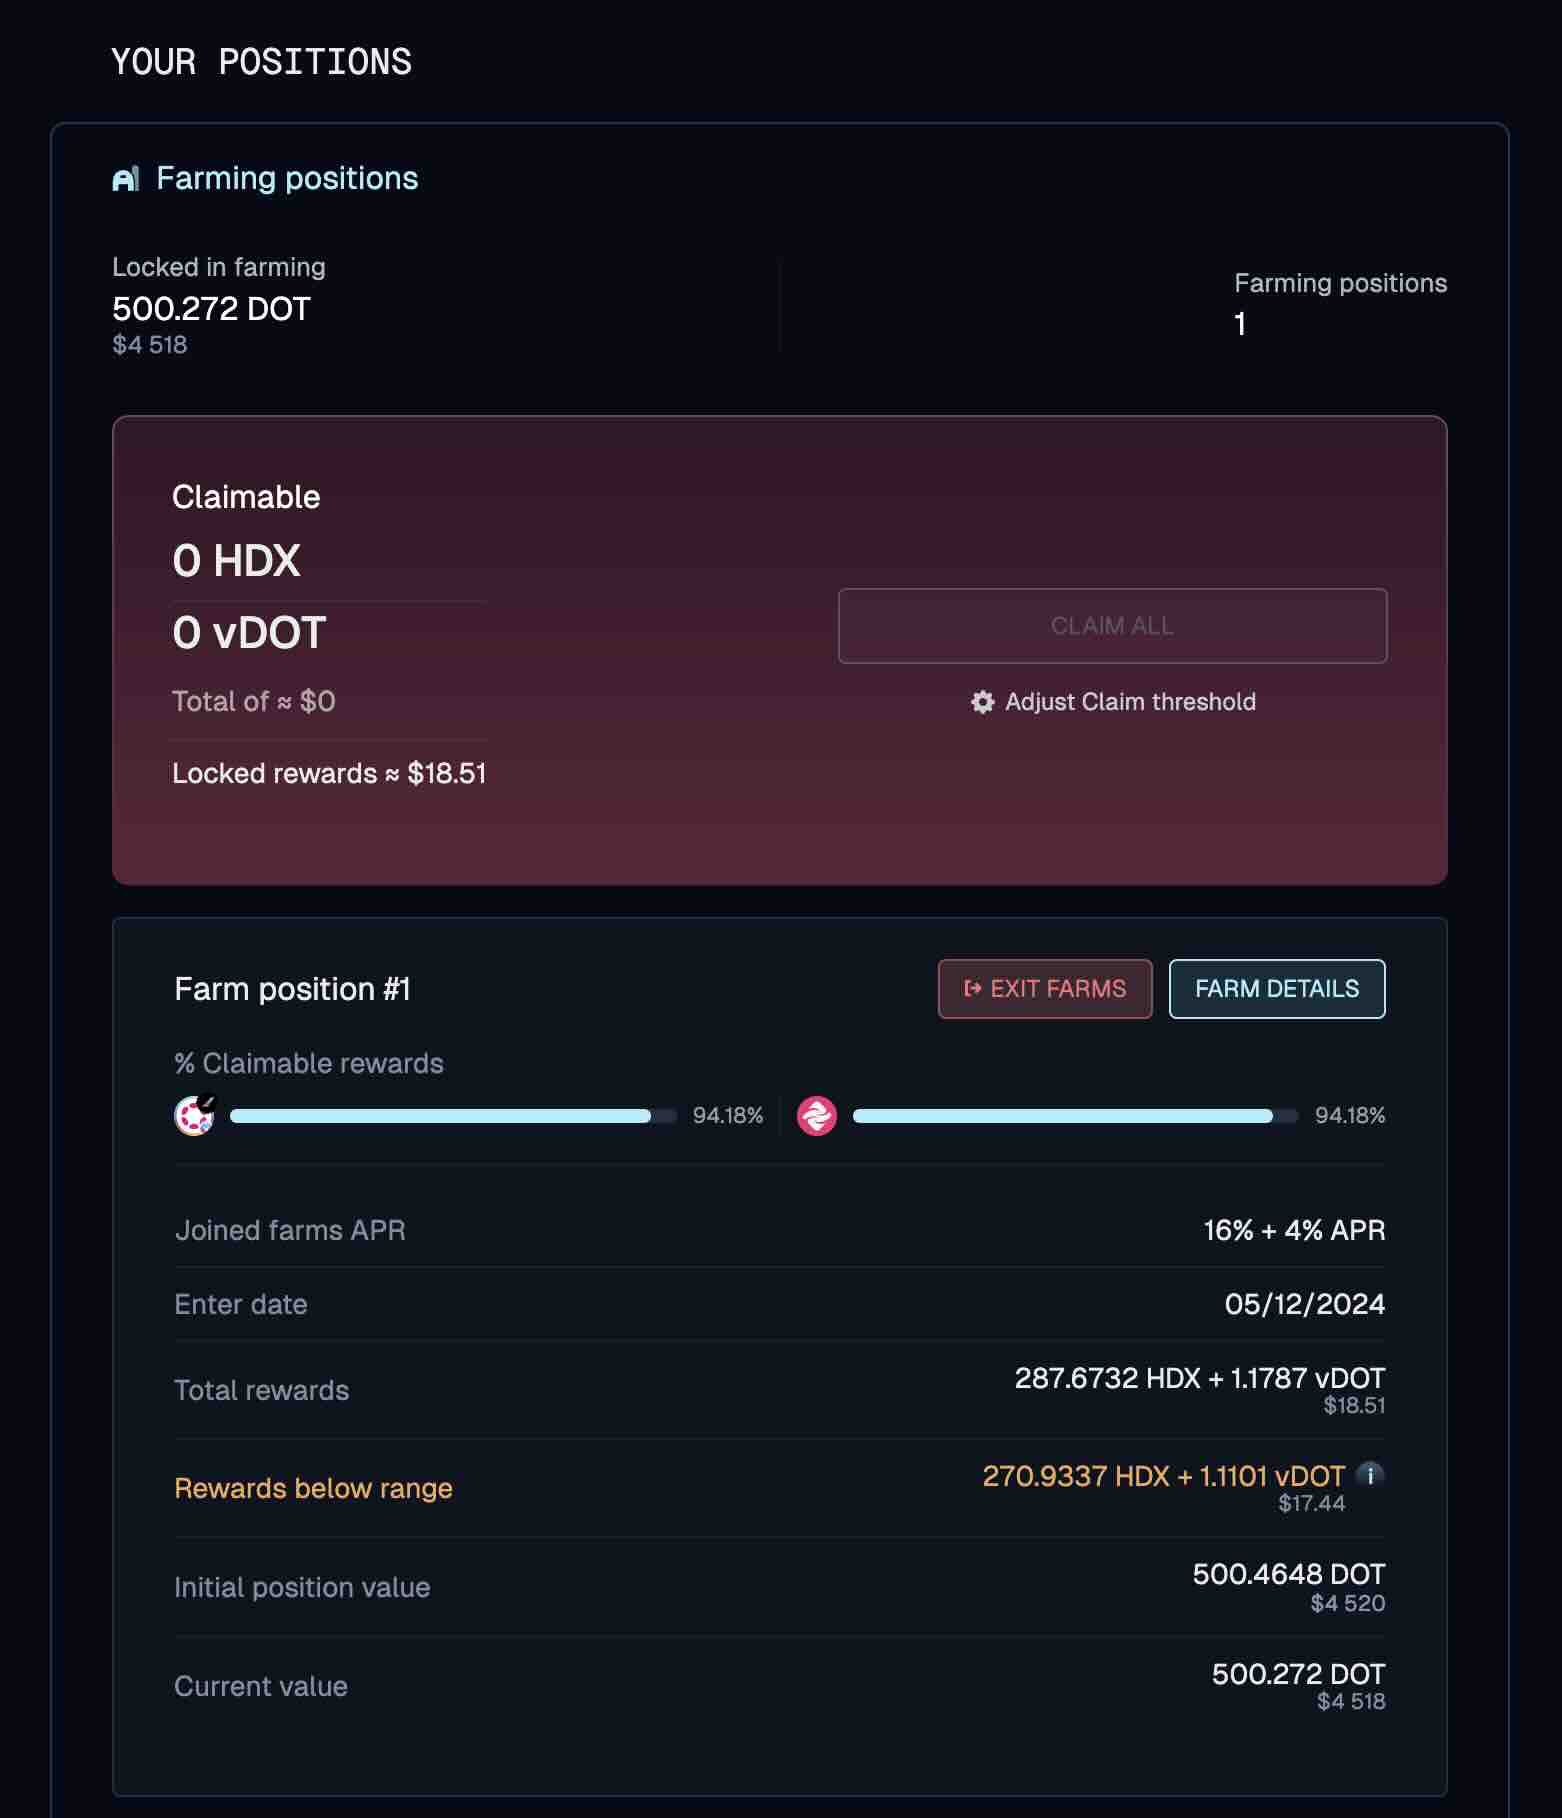 YOUR POSITIONS
Farming positions
Locked in farming
500.272 DOT
$4 518
Farming positions
1
Claimable
0 HDX
0 vDOT
Total of ≈ $0
Locked rewards ≈ $18.51
CLAIM ALL
Adjust Claim threshold
Farm position #1
EXIT FARMS
FARM DETAILS
% Claimable rewards
94.18%
94.18%
Joined farms APR
16% + 4% APR
Enter date
05/12/2024
Total rewards
287.6732 HDX + 1.1787 vDOT
$18.51
Rewards below range
270.9337 HDX + 1.1101 vDOT
$17.44
Initial position value
500.4648 DOT
$4 520
Current value
500.272 DOT
$4 518